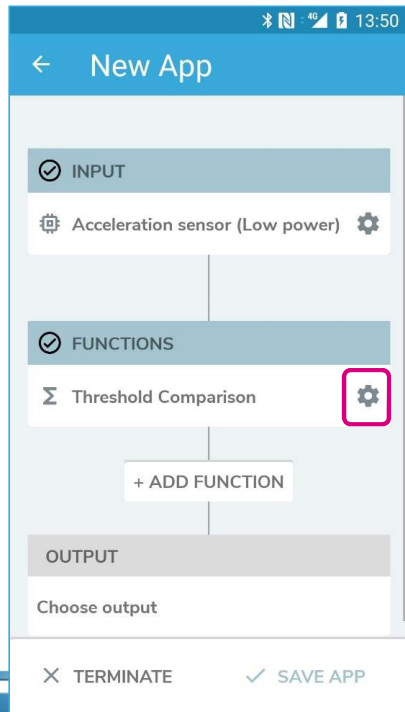 4G 13:50
← New App
INPUT
Acceleration sensor (Low power)
FUNCTIONS
Σ Threshold Comparison
+ ADD FUNCTION
OUTPUT
Choose output
TERMINATE SAVE APP